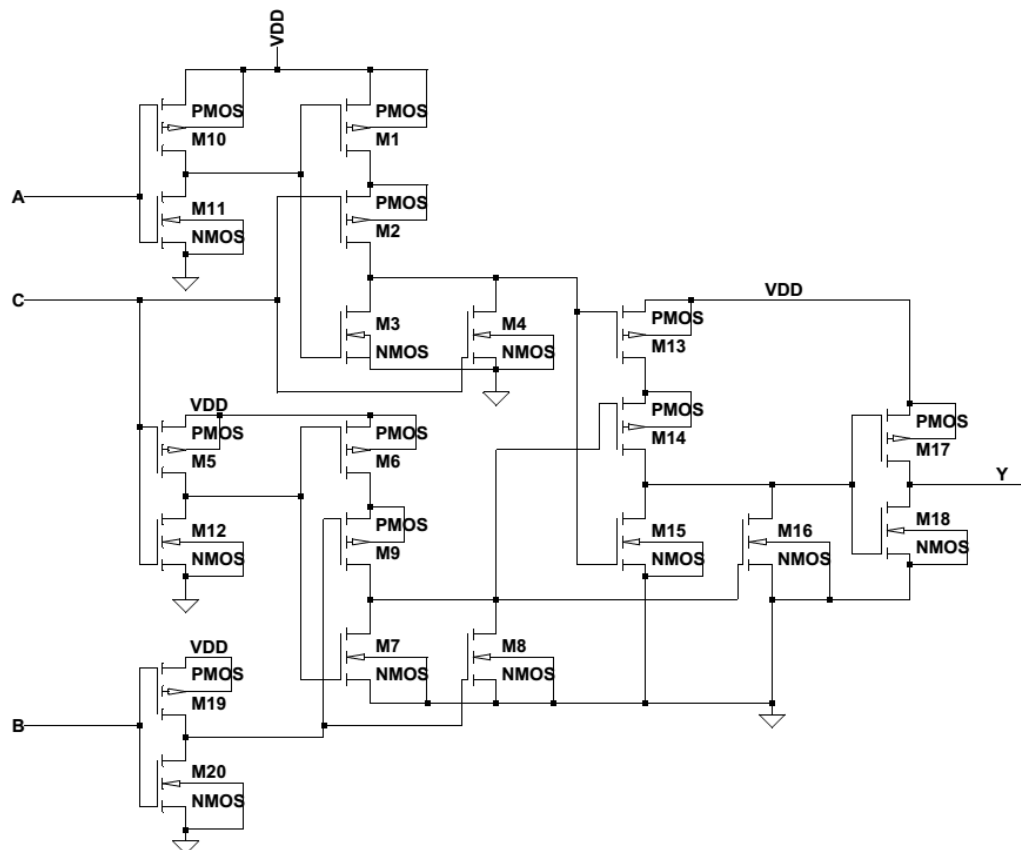 VDD
PMOS
M10
PMOS
M1
A
M11
NMOS
PMOS
M2
C
M3
NMOS
M4
NMOS
VDD
PMOS
M13
VDD
PMOS
M5
PMOS
M6
PMOS
M14
PMOS
M17
Y
M12
NMOS
PMOS
M9
M15
NMOS
M16
NMOS
M18
NMOS
VDD
PMOS
M19
M7
NMOS
M8
NMOS
B
M20
NMOS